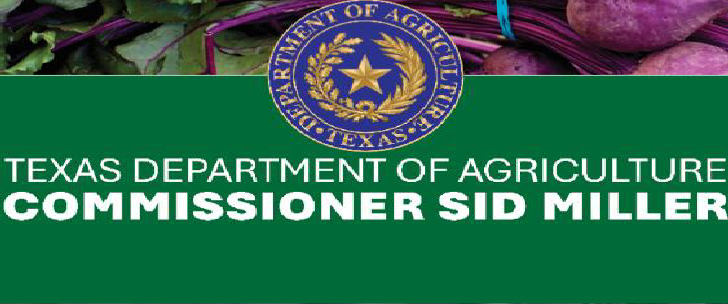 DEPARTMENT OF AGRICULTURE
• TEXAS •
TEXAS DEPARTMENT OF AGRICULTURE
COMMISSIONER SID MILLER